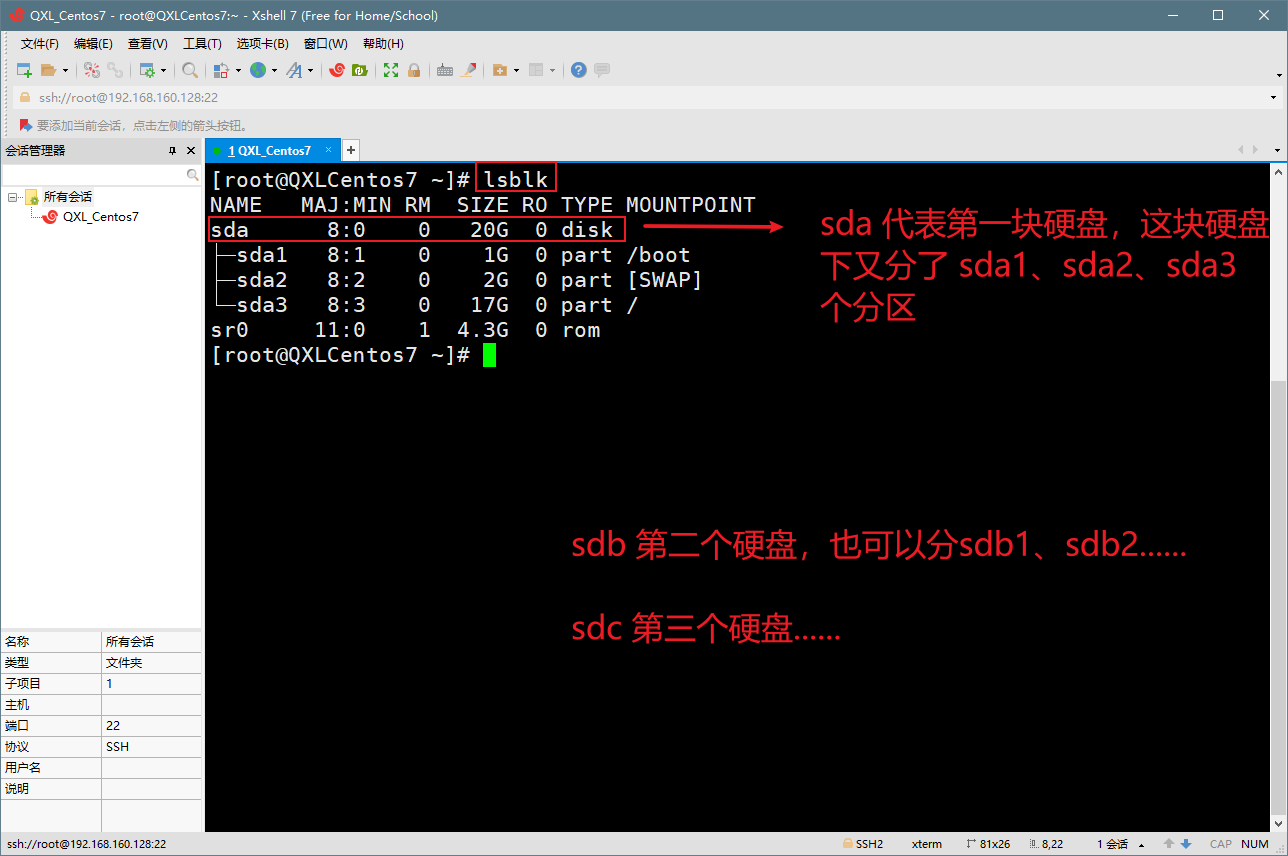 QXL_Centos7 - root@QXLCentos7:~ - Xshell 7 (Free for Home/School)
文件(F) 编辑(E) 查看(V) 工具(T) 选项卡(B) 窗口(W) 帮助(H)
ssh://root@192.168.160.128:22
要添加当前会话，点击左侧的箭头按钮。
会话管理器
所有会话
QXL_Centos7
1 QXL_Centos7
[root@QXLCentos7 ~]# lsblk
NAME MAJ:MIN RM SIZE RO TYPE MOUNTPOINT
sda 8:0 0 20G 0 disk
├─sda1 8:1 0 1G 0 part /boot
├─sda2 8:2 0 2G 0 part [SWAP]
└─sda3 8:3 0 17G 0 part /
sr0 11:0 1 4.3G 0 rom
[root@QXLCentos7 ~]#
sda 代表第一块硬盘，这块硬盘
下又分了 sda1、sda2、sda3
个分区
sdb 第二个硬盘，也可以分sdb1、sdb2......
sdc 第三个硬盘......
名称 所有会话
类型 文件夹
子项目 1
主机
端口 22
协议 SSH
用户名
说明
ssh://root@192.168.160.128:22 SSH2 xterm 81x26 8,22 1 会话 CAP NUM